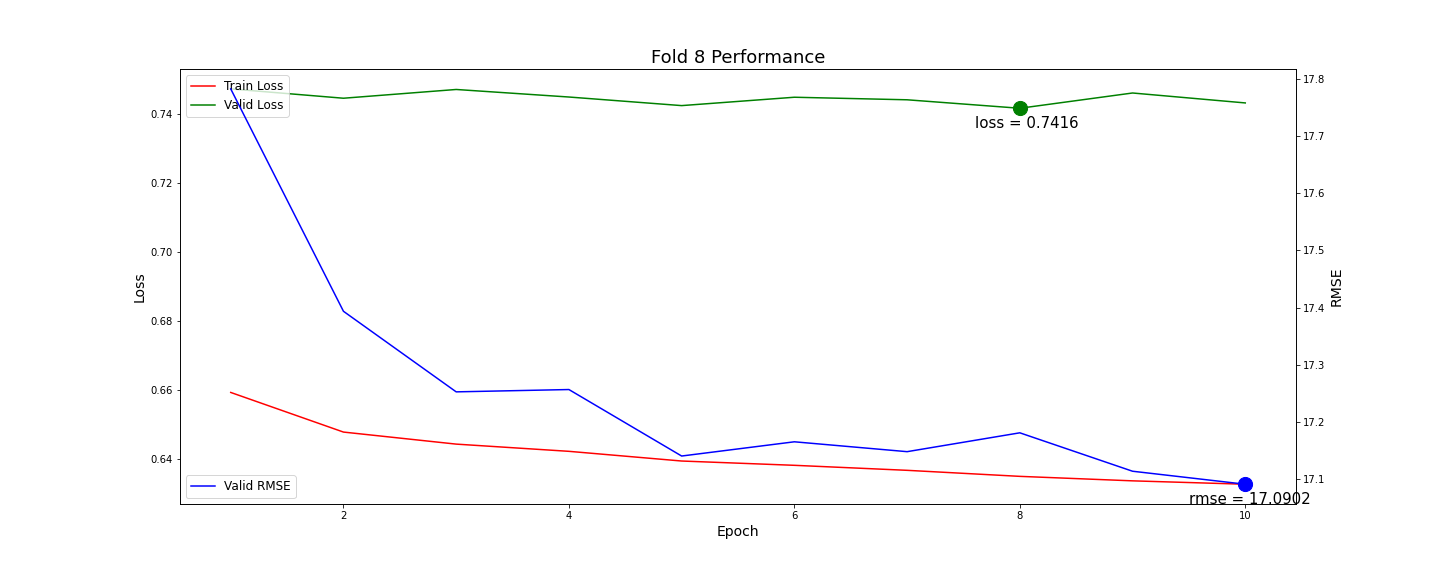 Fold 8 Performance
Train Loss
Valid Loss
Valid RMSE
loss = 0.7416
rmse = 17.0902
Loss
0.74
0.72
0.70
0.68
0.66
0.64
RMSE
17.8
17.7
17.6
17.5
17.4
17.3
17.2
17.1
2 4 6 8 10
Epoch